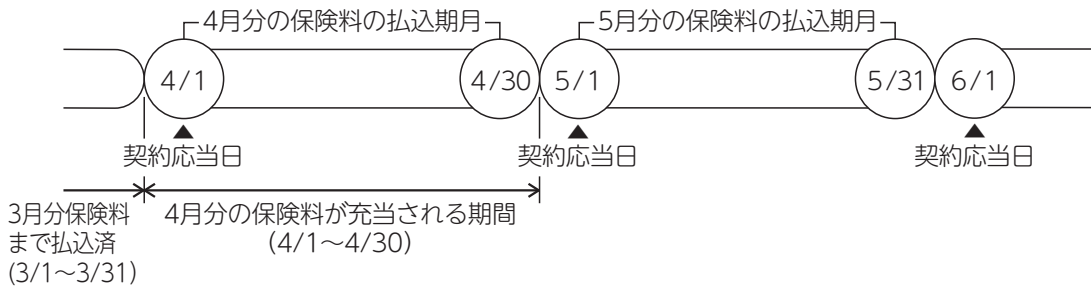 4月分の保険料の払込期月
5月分の保険料の払込期月
4/1
4/30
5/1
5/31
6/1
▲
契約応当日
▲
契約応当日
▲
契約応当日
3月分保険料
まで払込済
(3/1～3/31)
4月分の保険料が充当される期間
(4/1～4/30)